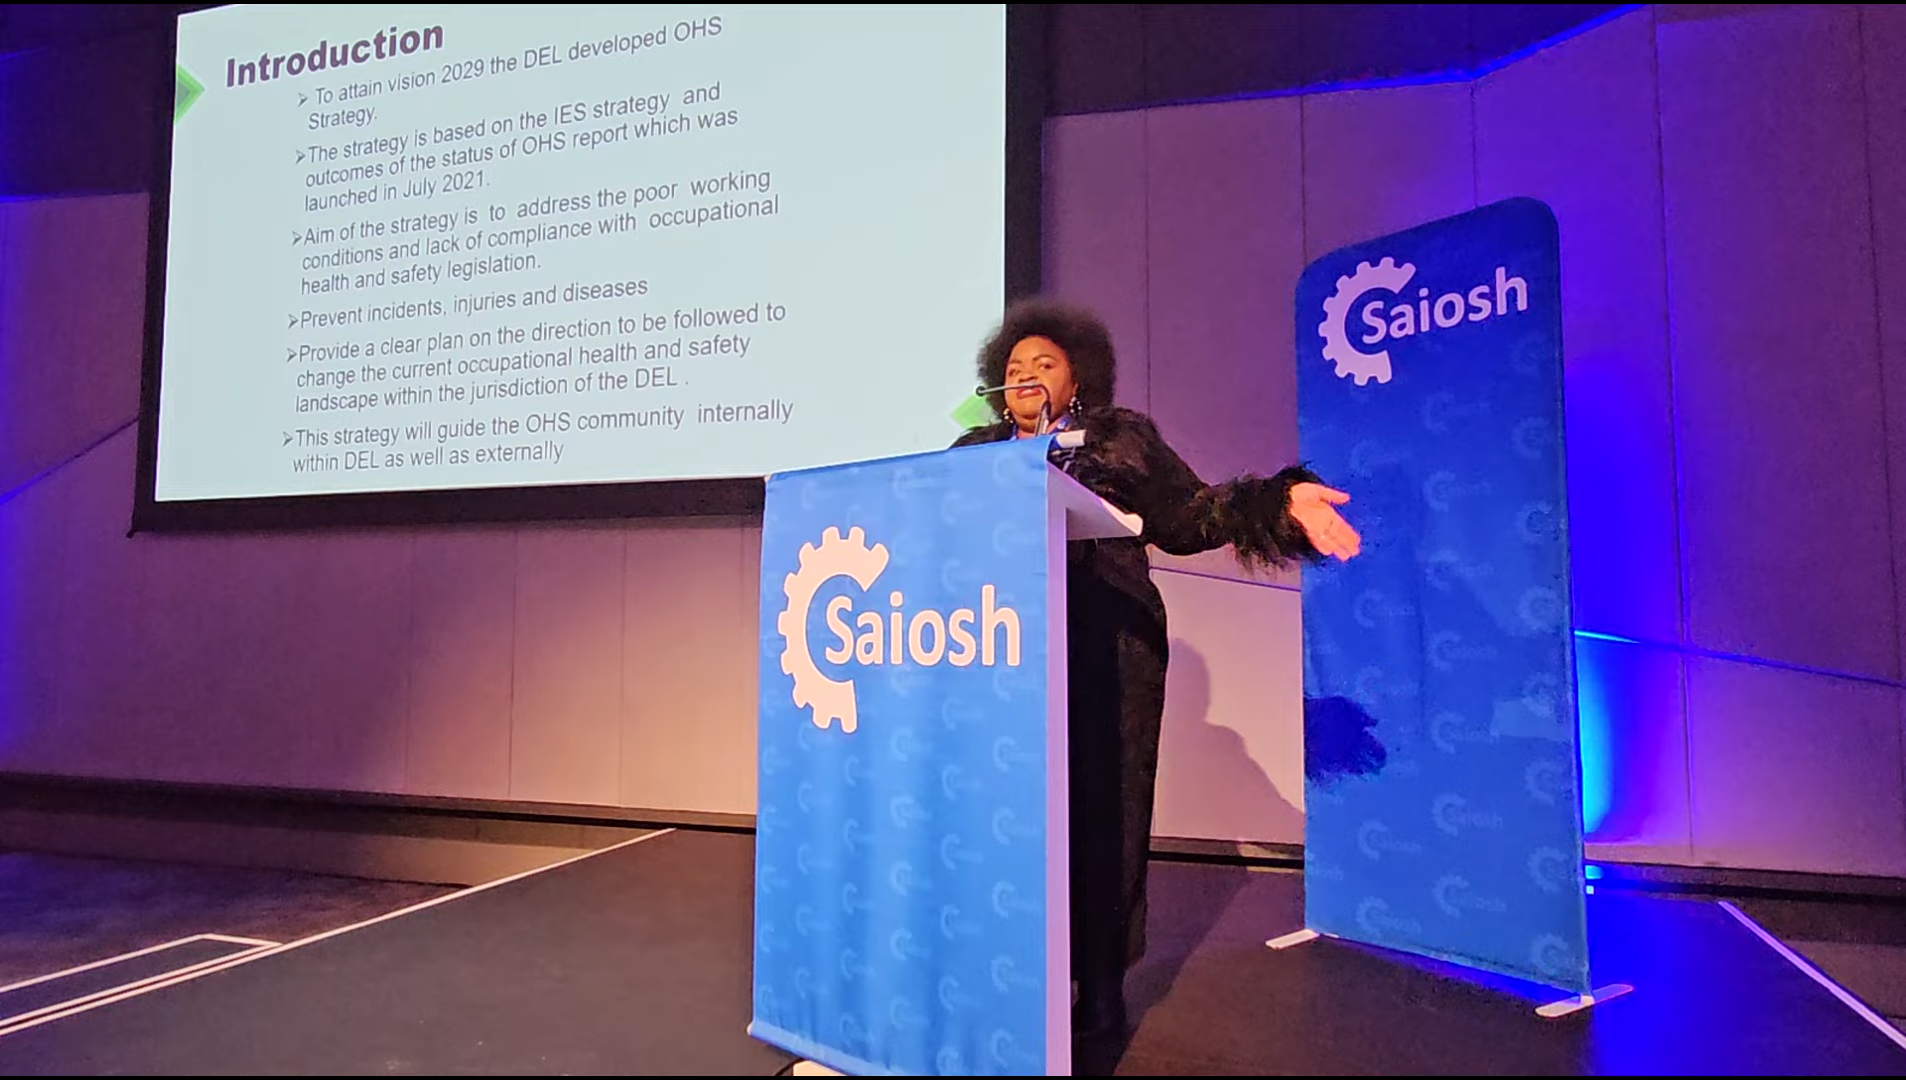 Introduction
➢ To attain vision 2029 the DEL developed OHS
Strategy.
➢The strategy is based on the IES strategy and
outcomes of the status of OHS report which was
launched in July 2021.
➢Aim of the strategy is to address the poor working
conditions and lack of compliance with occupational
health and safety legislation.
➢Prevent incidents, injuries and diseases
➢Provide a clear plan on the direction to be followed to
change the current occupational health and safety
landscape within the jurisdiction of the DEL .
➢This strategy will guide the OHS community internally
within DEL as well as externally
Saiosh
Saiosh